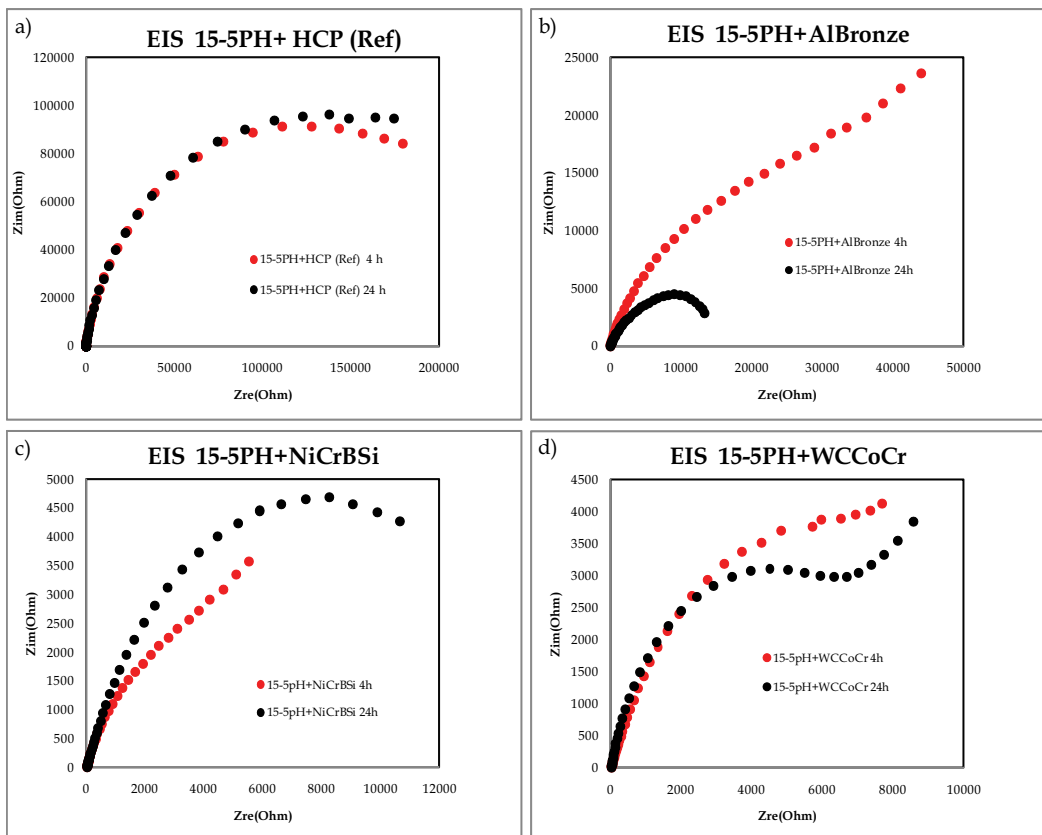 a)
EIS 15-5PH+ HCP (Ref)
120000
100000
80000
60000
40000
20000
0
Zim(Ohm)
15-5PH+HCP (Ref) 4 h
15-5PH+HCP (Ref) 24 h
0 50000 100000 150000 200000
Zre(Ohm)
b)
EIS 15-5PH+AlBronze
25000
20000
15000
10000
5000
0
Zim(Ohm)
15-5PH+AlBronze 4h
15-5PH+AlBronze 24h
0 10000 20000 30000 40000 50000
Zre(Ohm)
c)
EIS 15-5PH+NiCrBSi
5000
4500
4000
3500
3000
2500
2000
1500
1000
500
0
Zim(Ohm)
15-5pH+NiCrBSi 4h
15-5pH+NiCrBSi 24h
0 2000 4000 6000 8000 10000 12000
Zre(Ohm)
d)
EIS 15-5PH+WCCoCr
4500
4000
3500
3000
2500
2000
1500
1000
500
0
Zim(Ohm)
15-5pH+WCCoCr 4h
15-5pH+WCCoCr 24h
0 2000 4000 6000 8000 10000
Zre(Ohm)